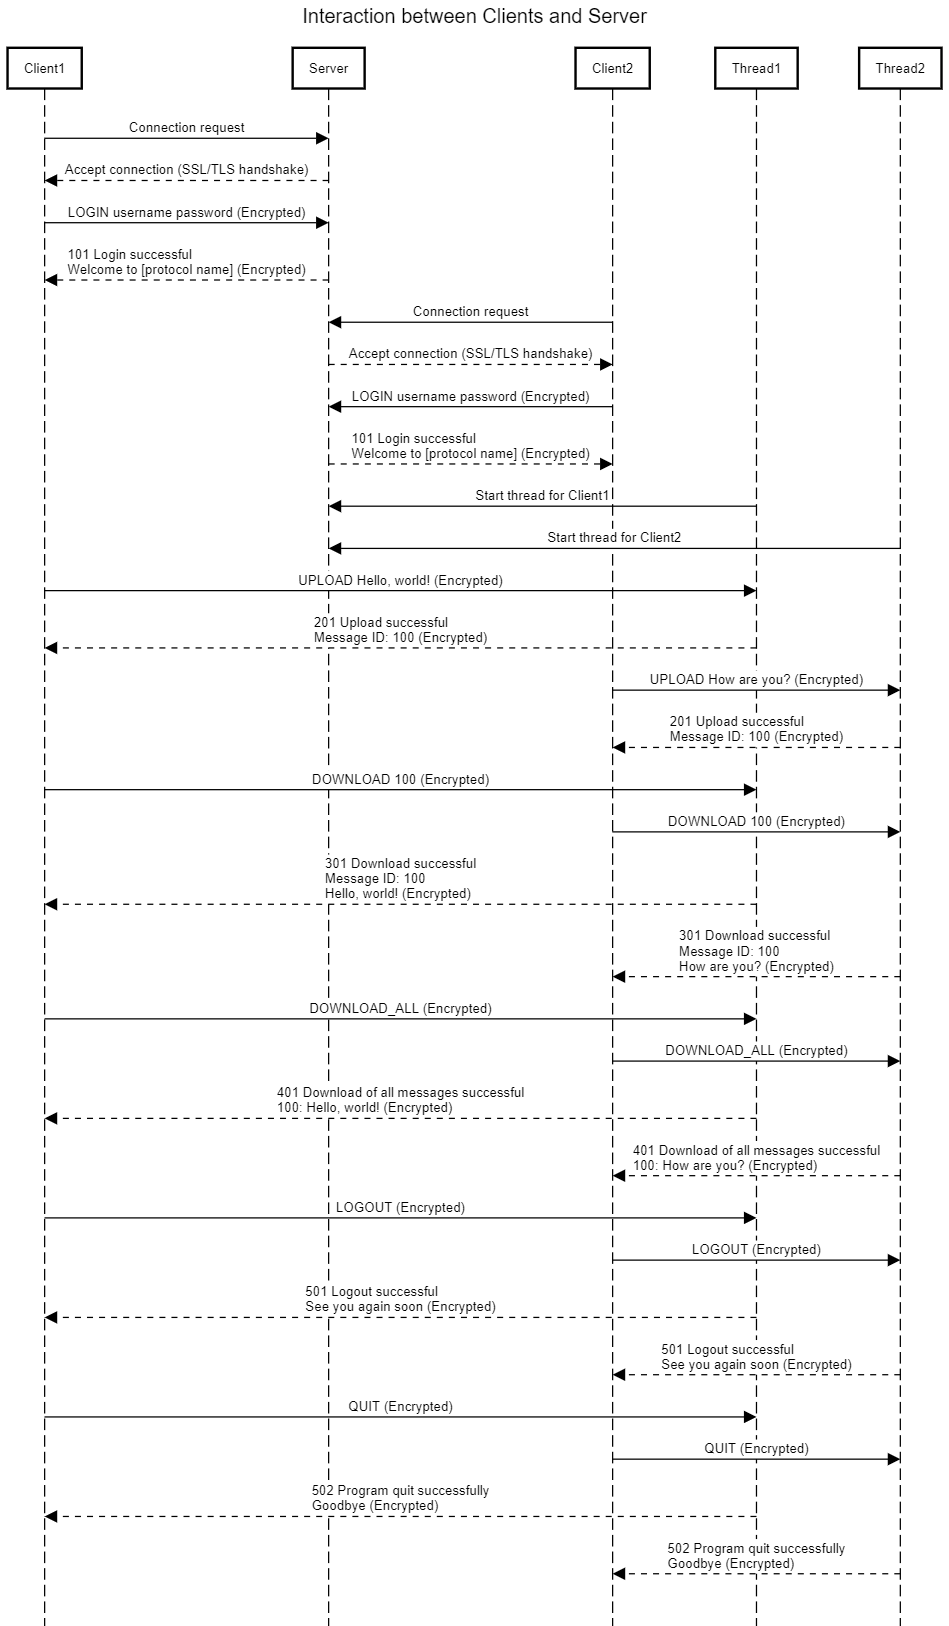 Interaction between Clients and Server
Client1
Server
Client2
Thread1
Thread2
Connection request
Accept connection (SSL/TLS handshake)
LOGIN username password (Encrypted)
101 Login successful
Welcome to [protocol name] (Encrypted)
Connection request
Accept connection (SSL/TLS handshake)
LOGIN username password (Encrypted)
101 Login successful
Welcome to [protocol name] (Encrypted)
Start thread for Client1
Start thread for Client2
UPLOAD Hello, world! (Encrypted)
201 Upload successful
Message ID: 100 (Encrypted)
UPLOAD How are you? (Encrypted)
201 Upload successful
Message ID: 100 (Encrypted)
DOWNLOAD 100 (Encrypted)
DOWNLOAD 100 (Encrypted)
301 Download successful
Message ID: 100
Hello, world! (Encrypted)
301 Download successful
Message ID: 100
How are you? (Encrypted)
DOWNLOAD_ALL (Encrypted)
DOWNLOAD_ALL (Encrypted)
401 Download of all messages successful
100: Hello, world! (Encrypted)
401 Download of all messages successful
100: How are you? (Encrypted)
LOGOUT (Encrypted)
LOGOUT (Encrypted)
501 Logout successful
See you again soon (Encrypted)
501 Logout successful
See you again soon (Encrypted)
QUIT (Encrypted)
QUIT (Encrypted)
502 Program quit successfully
Goodbye (Encrypted)
502 Program quit successfully
Goodbye (Encrypted)